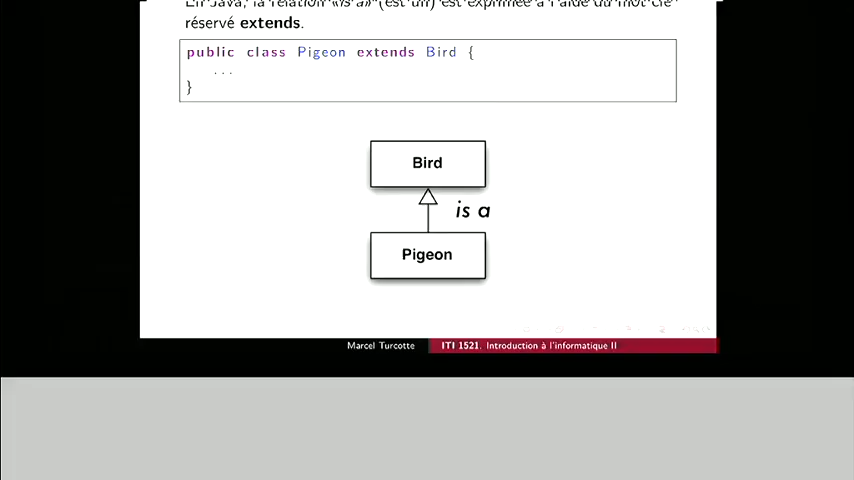 En Java, la relation «is a» (est un) est exprimée à l'aide du mot clé
réservé extends.
public class Pigeon extends Bird {
...
}
Bird
is a
Pigeon
Marcel Turcotte ITI 1521. Introduction à l'informatique II